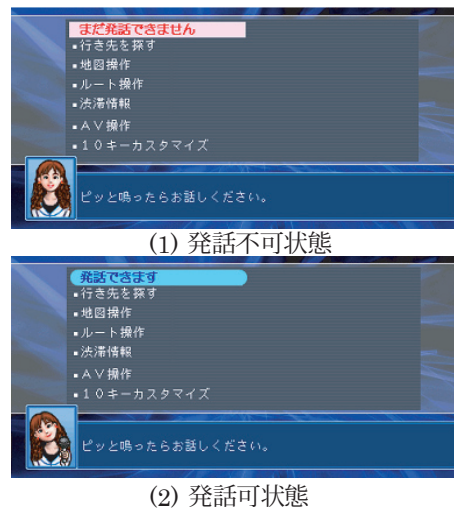 まだ発話できません
▪行き先を探す
▪地図操作
▪ルート操作
▪渋滞情報
▪ＡＶ操作
▪１０キーカスタマイズ
ピッと鳴ったらお話しください。
(1) 発話不可状態
発話できます
▪行き先を探す
▪地図操作
▪ルート操作
▪渋滞情報
▪ＡＶ操作
▪１０キーカスタマイズ
ピッと鳴ったらお話しください。
(2) 発話可状態